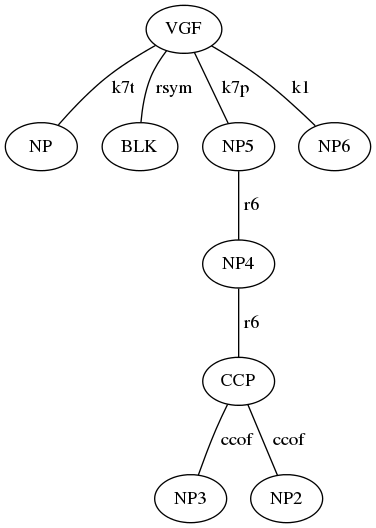 VGF
k7t rsym k7p k1
NP BLK NP5 NP6
r6
NP4
r6
CCP
ccof ccof
NP3 NP2